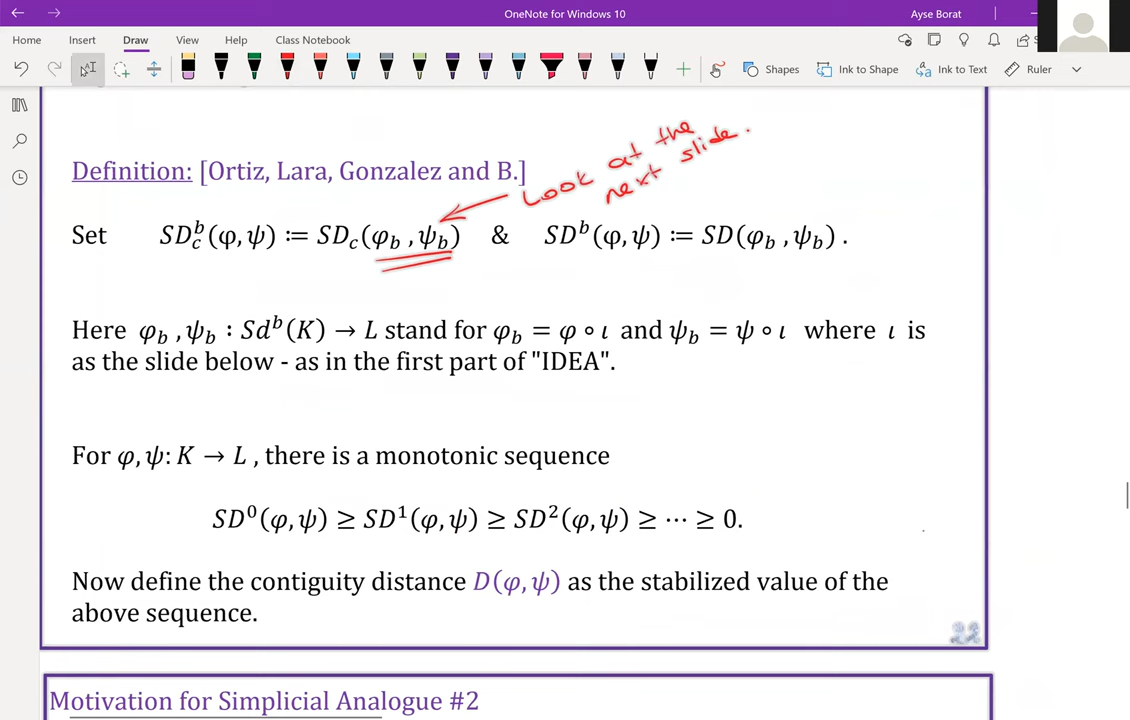 OneNote for Windows 10
Ayse Borat
Home Insert Draw View Help Class Notebook
Shapes Ink to Shape Ink to Text Ruler
Look at the
next slide.
Definition: [Ortiz, Lara, Gonzalez and B.]
Set SD_c^b(φ,ψ) ≔ SD_c(φ_b ,ψ_b) & SD^b(φ,ψ) ≔ SD(φ_b ,ψ_b) .
Here φ_b ,ψ_b : Sd^b(K) → L stand for φ_b = φ ∘ ι and ψ_b = ψ ∘ ι where ι is
as the slide below - as in the first part of "IDEA".
For φ,ψ: K → L , there is a monotonic sequence
SD^0(φ,ψ) ≥ SD^1(φ,ψ) ≥ SD^2(φ,ψ) ≥ ⋯ ≥ 0.
Now define the contiguity distance D(φ,ψ) as the stabilized value of the
above sequence.
22
Motivation for Simplicial Analogue #2